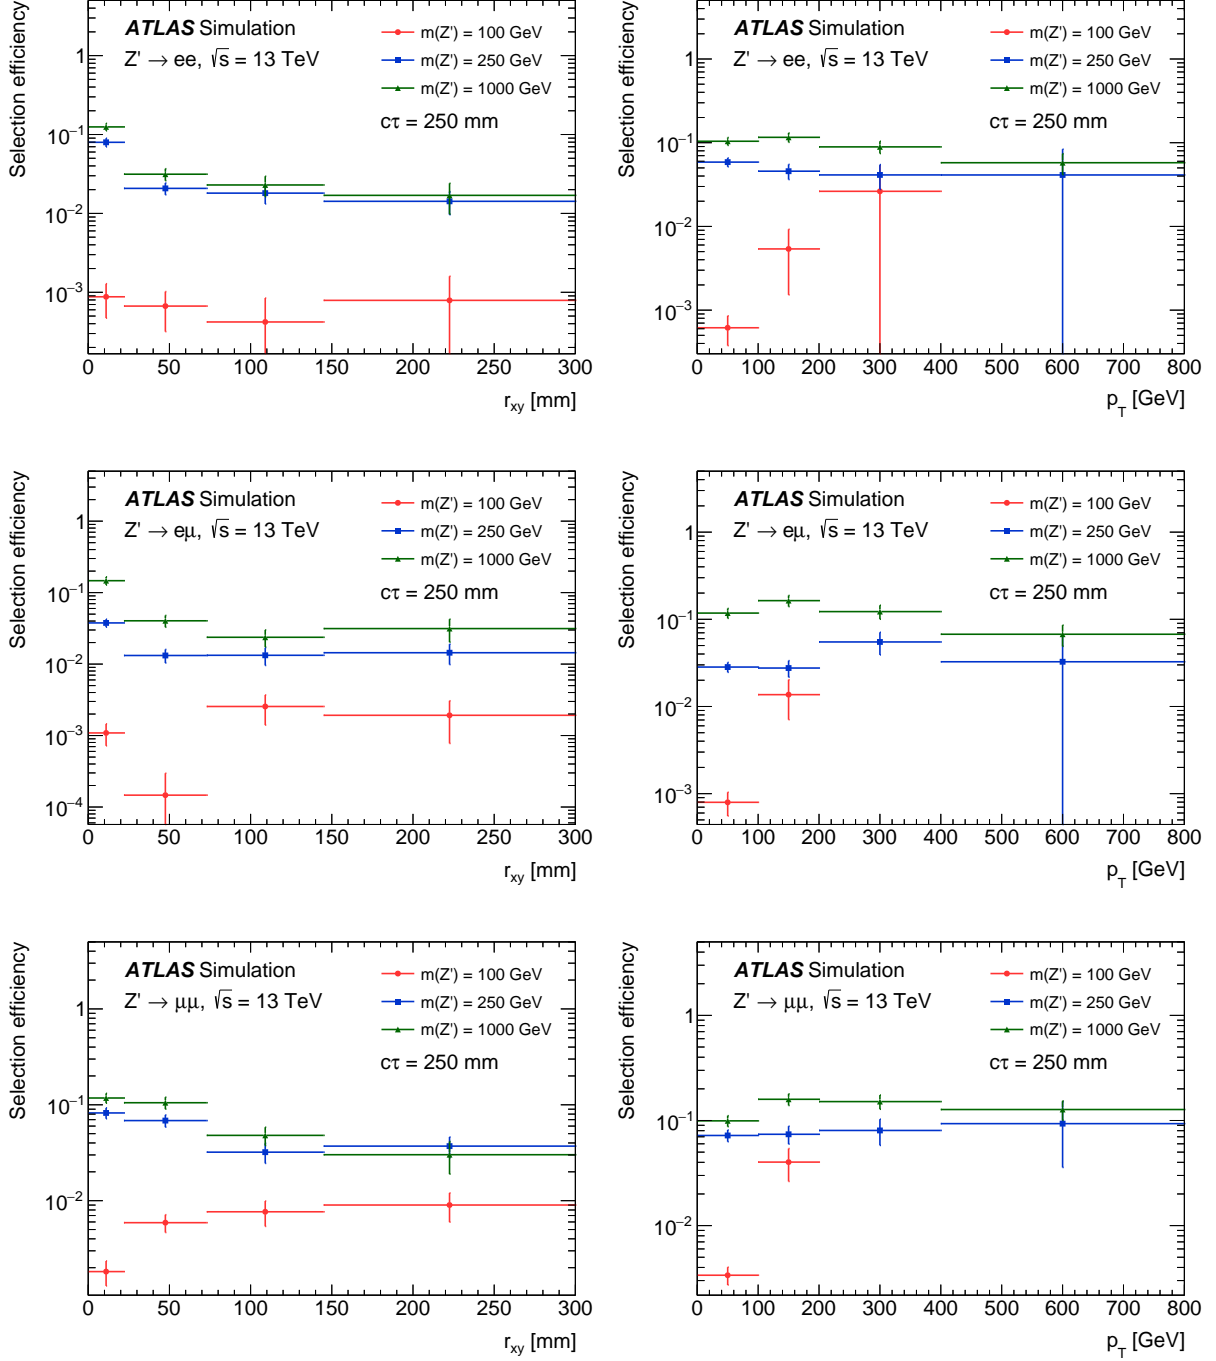 Selection efficiency
ATLAS Simulation
Z' → ee, √s = 13 TeV
m(Z') = 100 GeV
m(Z') = 250 GeV
m(Z') = 1000 GeV
cτ = 250 mm
1
10⁻¹
10⁻²
10⁻³
0 50 100 150 200 250 300
r_xy [mm]
Selection efficiency
ATLAS Simulation
Z' → ee, √s = 13 TeV
m(Z') = 100 GeV
m(Z') = 250 GeV
m(Z') = 1000 GeV
cτ = 250 mm
1
10⁻¹
10⁻²
10⁻³
0 100 200 300 400 500 600 700 800
p_T [GeV]
Selection efficiency
ATLAS Simulation
Z' → eμ, √s = 13 TeV
m(Z') = 100 GeV
m(Z') = 250 GeV
m(Z') = 1000 GeV
cτ = 250 mm
1
10⁻¹
10⁻²
10⁻³
10⁻⁴
0 50 100 150 200 250 300
r_xy [mm]
Selection efficiency
ATLAS Simulation
Z' → eμ, √s = 13 TeV
m(Z') = 100 GeV
m(Z') = 250 GeV
m(Z') = 1000 GeV
cτ = 250 mm
1
10⁻¹
10⁻²
10⁻³
0 100 200 300 400 500 600 700 800
p_T [GeV]
Selection efficiency
ATLAS Simulation
Z' → μμ, √s = 13 TeV
m(Z') = 100 GeV
m(Z') = 250 GeV
m(Z') = 1000 GeV
cτ = 250 mm
1
10⁻¹
10⁻²
0 50 100 150 200 250 300
r_xy [mm]
Selection efficiency
ATLAS Simulation
Z' → μμ, √s = 13 TeV
m(Z') = 100 GeV
m(Z') = 250 GeV
m(Z') = 1000 GeV
cτ = 250 mm
1
10⁻¹
10⁻²
0 100 200 300 400 500 600 700 800
p_T [GeV]